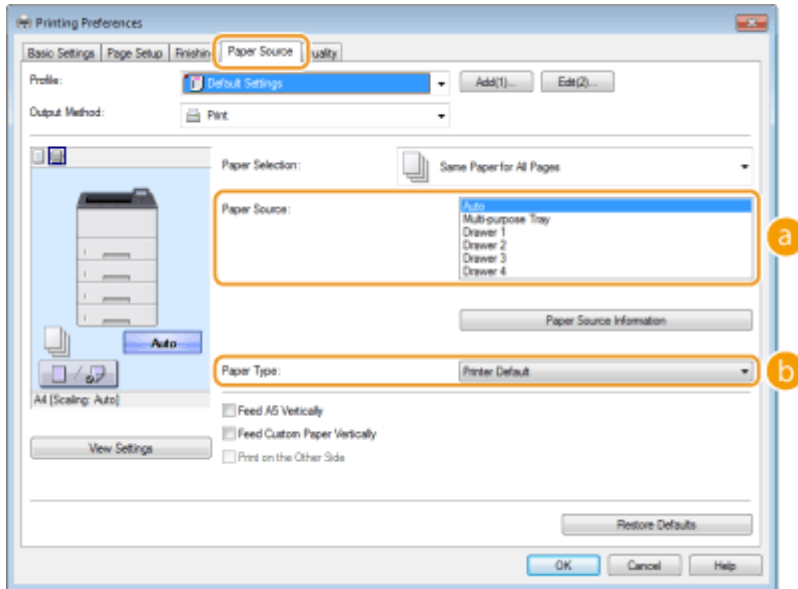 Printing Preferences
Basic Settings Page Setup Finishin Paper Source uality
Profile: Default Settings Add(1)... Edit(2)...
Output Method: Print
Paper Selection: Same Paper for All Pages
Paper Source: Auto
Multi-purpose Tray
Drawer 1
Drawer 2
Drawer 3
Drawer 4
a
Paper Source Information
Auto
Paper Type: Printer Default
b
A4 [Scaling: Auto]
Feed A5 Vertically
Feed Custom Paper Vertically
View Settings
Print on the Other Side
Restore Defaults
OK Cancel Help